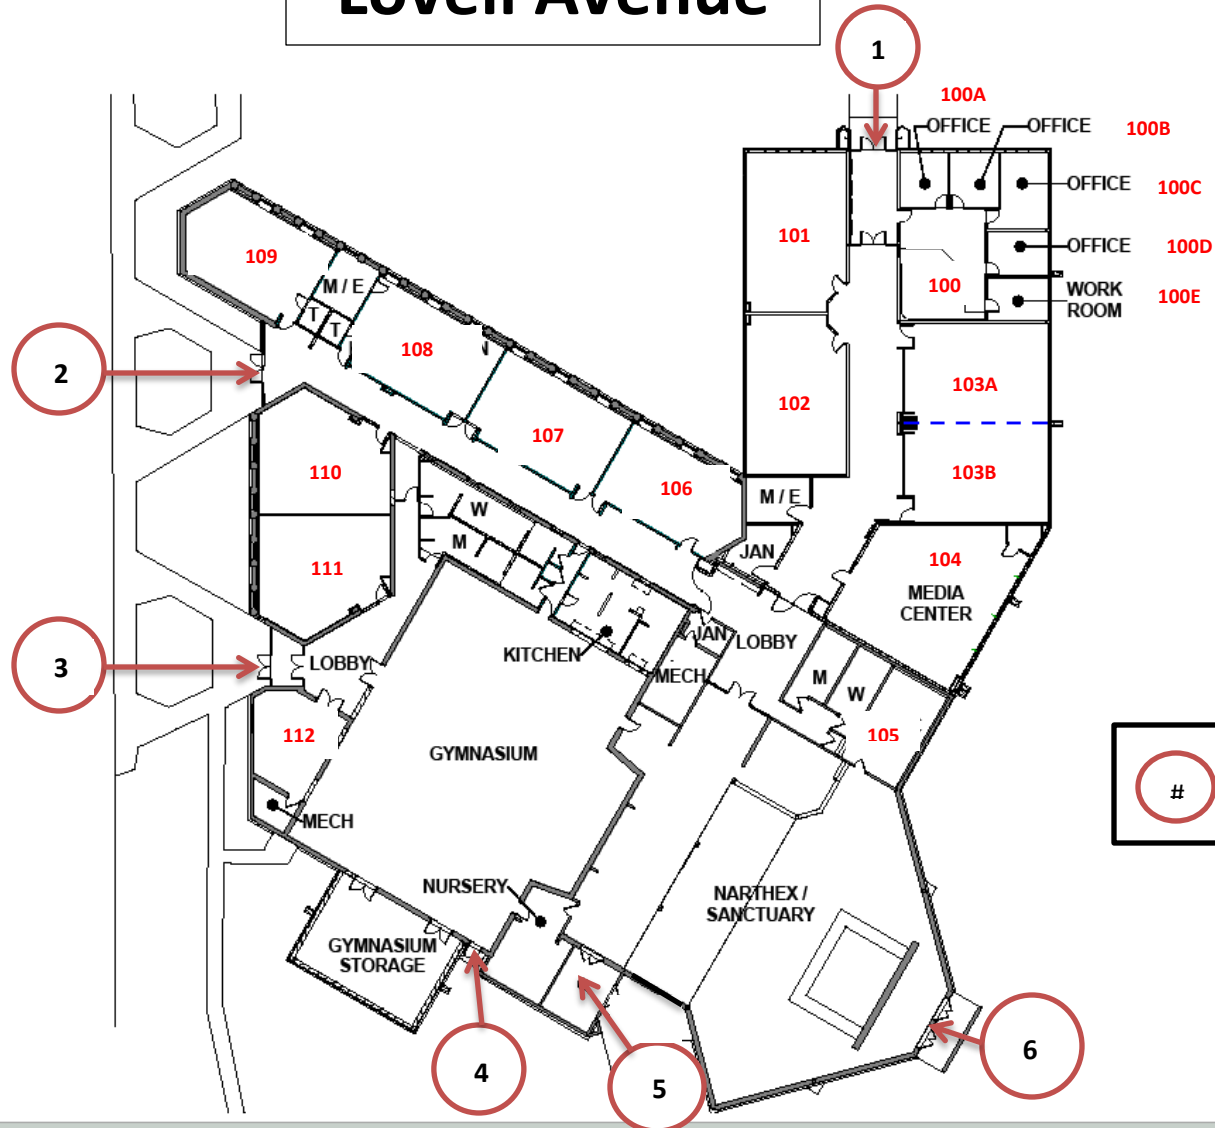 Lovell Avenue
1
100A
OFFICE
OFFICE
100B
OFFICE
100C
101
109
OFFICE
100D
M / E
100
WORK
ROOM
100E
T
T
108
2
103A
102
107
110
103B
106
M / E
W
M
JAN
104
111
MEDIA
CENTER
JAN
LOBBY
KITCHEN
3
LOBBY
MECH
M
W
112
105
GYMNASIUM
#
MECH
NURSERY
NARTHEX /
SANCTUARY
GYMNASIUM
STORAGE
6
4
5